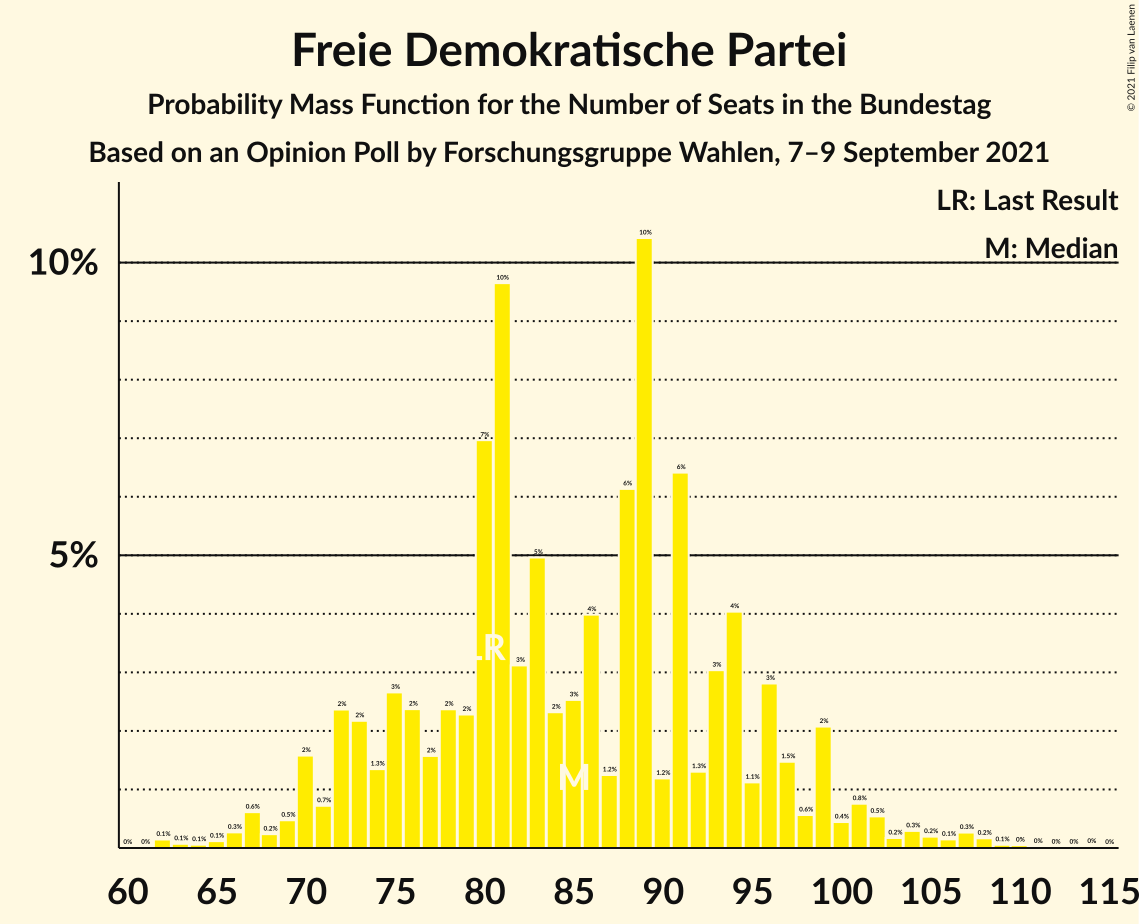 © 2021 Filip van Laenen
Freie Demokratische Partei
Probability Mass Function for the Number of Seats in the Bundestag
Based on an Opinion Poll by Forschungsgruppe Wahlen, 7–9 September 2021
LR: Last Result
M: Median
10%
5%
0% 0% 0.1% 0.1% 0.1% 0.1% 0.3% 0.6% 0.2% 0.5% 2% 0.7% 2% 2% 1.3% 3% 2% 2% 2% 2% 7% 10% 3% 5% 2% 3% 4% 1.2% 6% 10% 1.2% 6% 1.3% 3% 4% 1.1% 3% 1.5% 0.6% 2% 0.4% 0.8% 0.5% 0.2% 0.3% 0.2% 0.1% 0.3% 0.2% 0.1% 0% 0% 0% 0% 0% 0%
LR
M
60 65 70 75 80 85 90 95 100 105 110 115